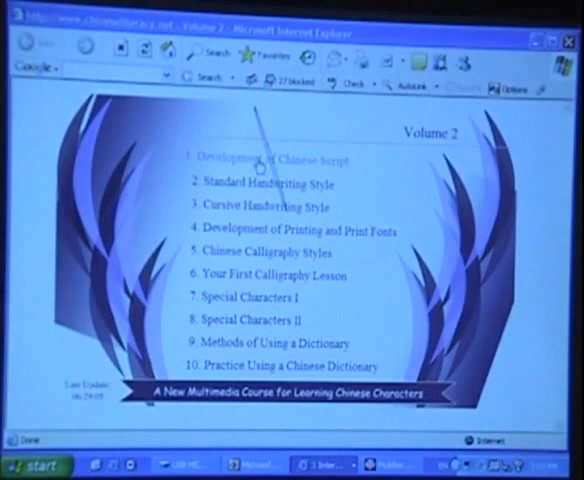 http://www.chineseliteracy.net - Volume 2 - Microsoft Internet Explorer
Search Favorites
Google Search 27 blocked Check AutoLink Options
Volume 2
1. Development of Chinese Script
2. Standard Handwriting Style
3. Cursive Handwriting Style
4. Development of Printing and Print Fonts
5. Chinese Calligraphy Styles
6. Your First Calligraphy Lesson
7. Special Characters I
8. Special Characters II
9. Methods of Using a Dictionary
10. Practice Using a Chinese Dictionary
Last Update:
A New Multimedia Course for Learning Chinese Characters
Done Internet
start